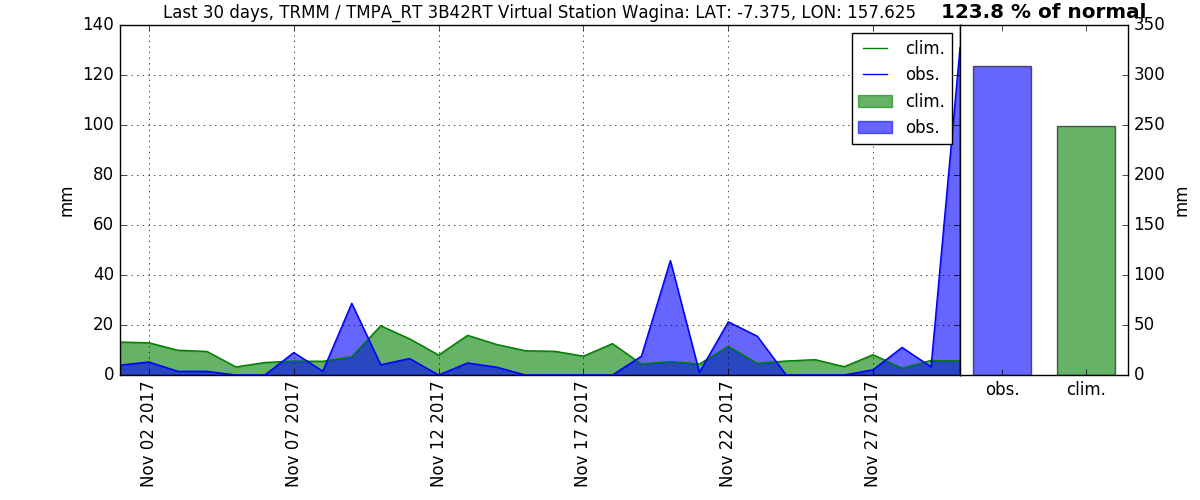 Last 30 days, TRMM / TMPA_RT 3B42RT Virtual Station Wagina: LAT: -7.375, LON: 157.625
123.8 % of normal
140
120
100
80
60
40
20
0
mm
clim.
obs.
clim.
obs.
350
300
250
200
150
100
50
0
mm
obs.
clim.
Nov 02 2017
Nov 07 2017
Nov 12 2017
Nov 17 2017
Nov 22 2017
Nov 27 2017